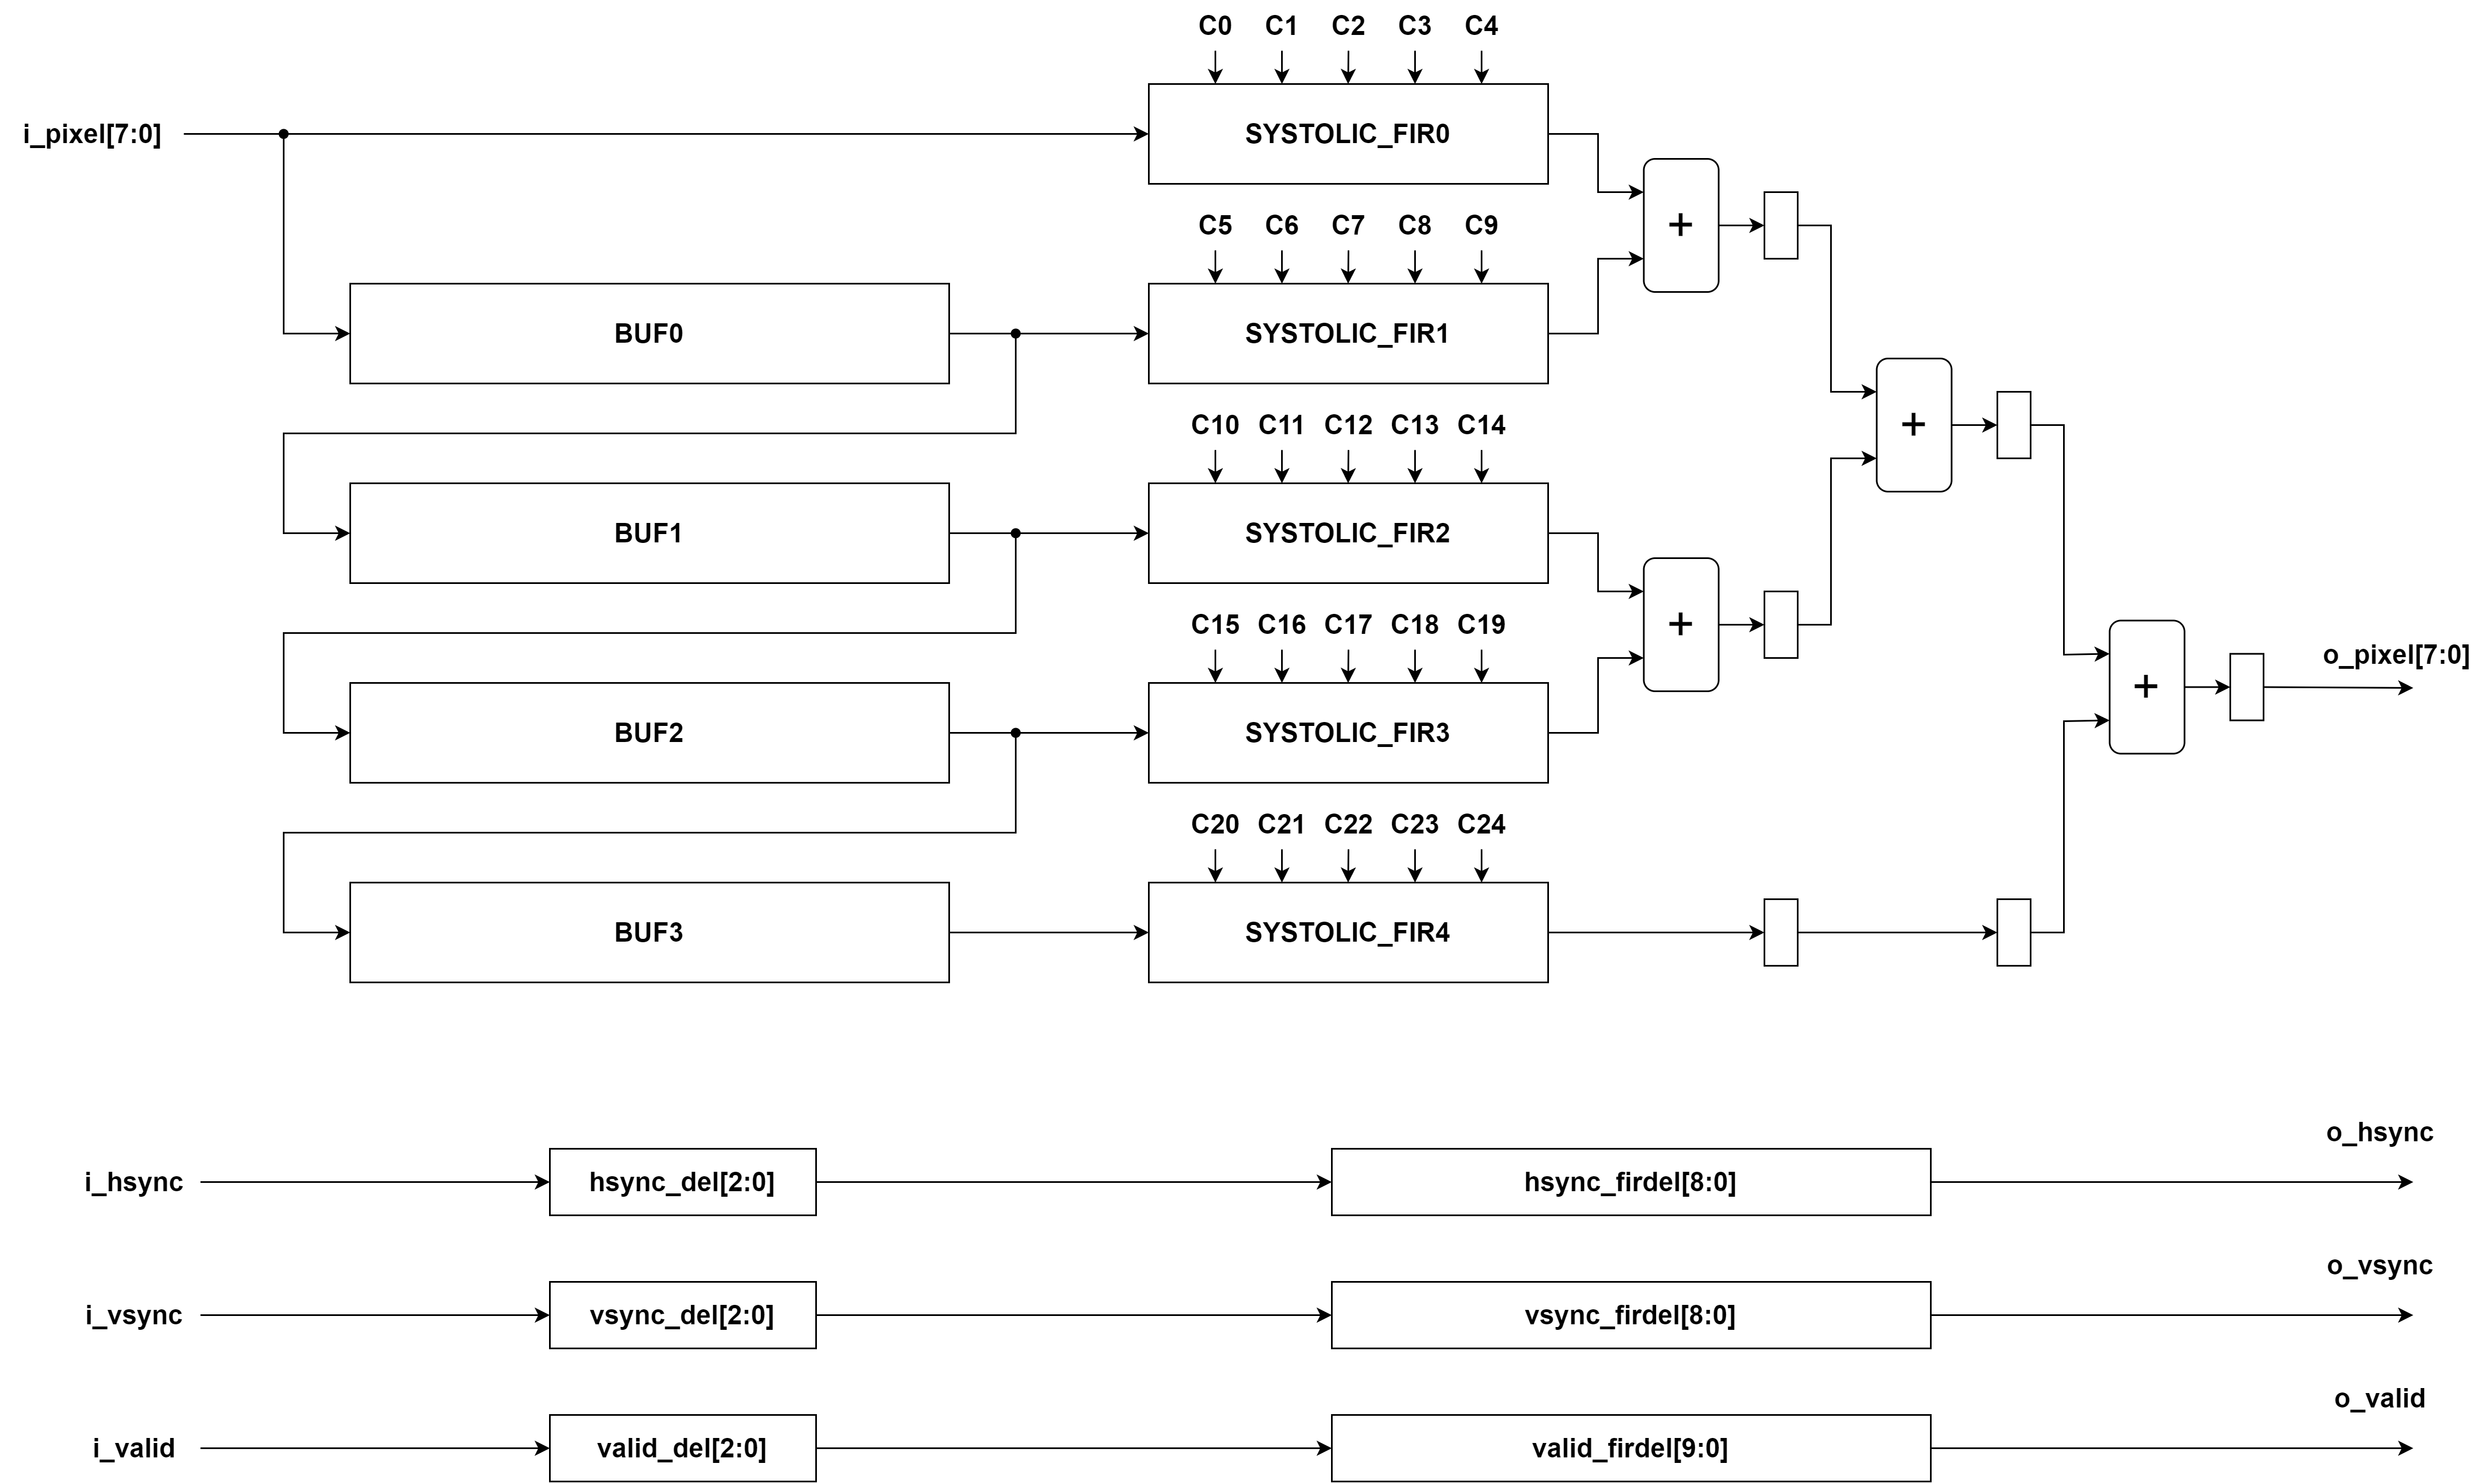 C0 C1 C2 C3 C4
i_pixel[7:0]
SYSTOLIC_FIR0
C5 C6 C7 C8 C9
+
BUF0
SYSTOLIC_FIR1
C10 C11 C12 C13 C14
+
BUF1
SYSTOLIC_FIR2
C15 C16 C17 C18 C19
+
o_pixel[7:0]
+
BUF2
SYSTOLIC_FIR3
C20 C21 C22 C23 C24
BUF3
SYSTOLIC_FIR4
o_hsync
i_hsync
hsync_del[2:0]
hsync_firdel[8:0]
o_vsync
i_vsync
vsync_del[2:0]
vsync_firdel[8:0]
o_valid
i_valid
valid_del[2:0]
valid_firdel[9:0]